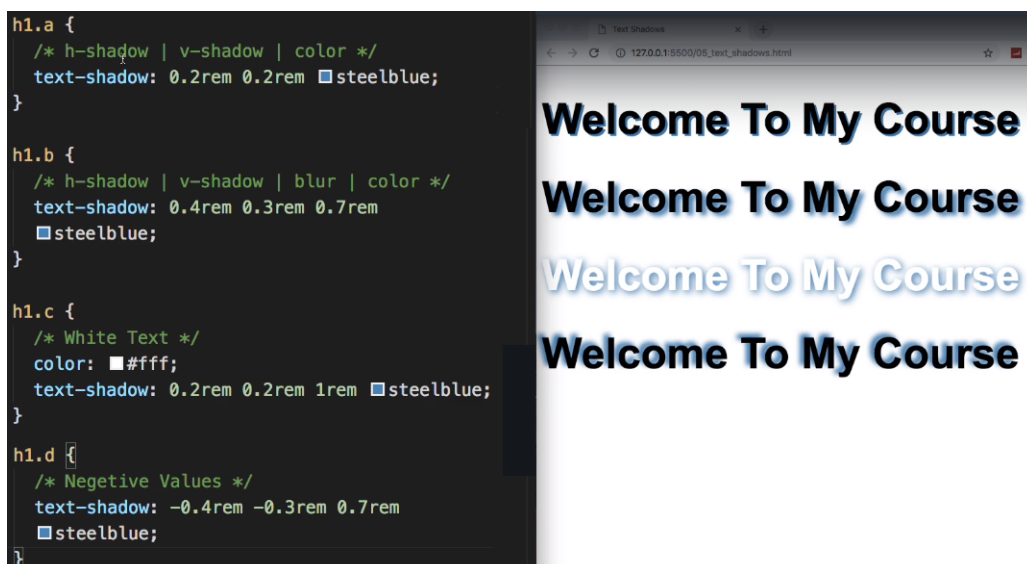 h1.a {
/* h-shadow | v-shadow | color */
text-shadow: 0.2rem 0.2rem steelblue;
}
h1.b {
/* h-shadow | v-shadow | blur | color */
text-shadow: 0.4rem 0.3rem 0.7rem
steelblue;
}
h1.c {
/* White Text */
color: #fff;
text-shadow: 0.2rem 0.2rem 1rem steelblue;
}
h1.d {
/* Negetive Values */
text-shadow: -0.4rem -0.3rem 0.7rem
steelblue;
}
Text Shadows
127.0.0.1:5500/05_text_shadows.html
Welcome To My Course
Welcome To My Course
Welcome To My Course
Welcome To My Course